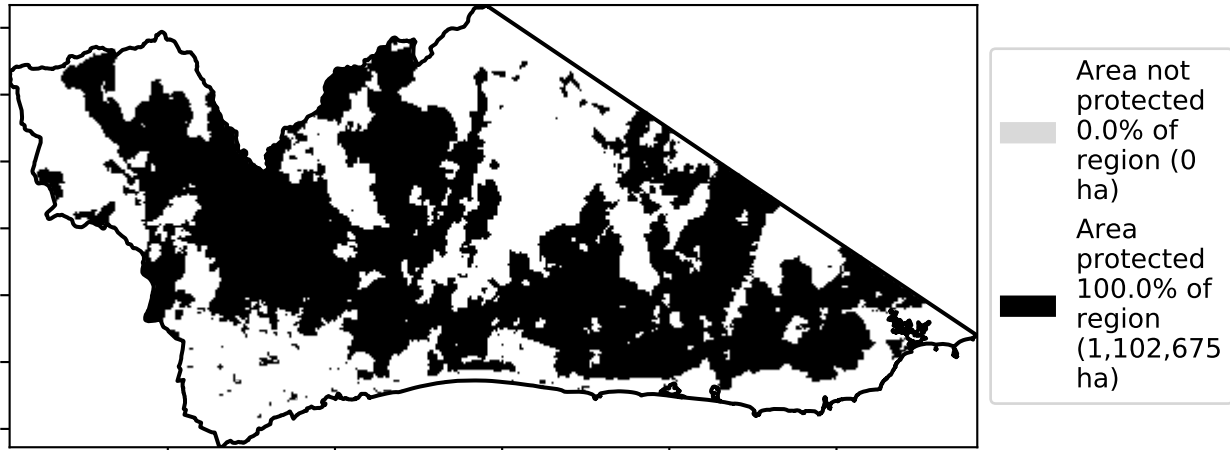 Area not
protected
0.0% of
region (0
ha)
Area
protected
100.0% of
region
(1,102,675
ha)